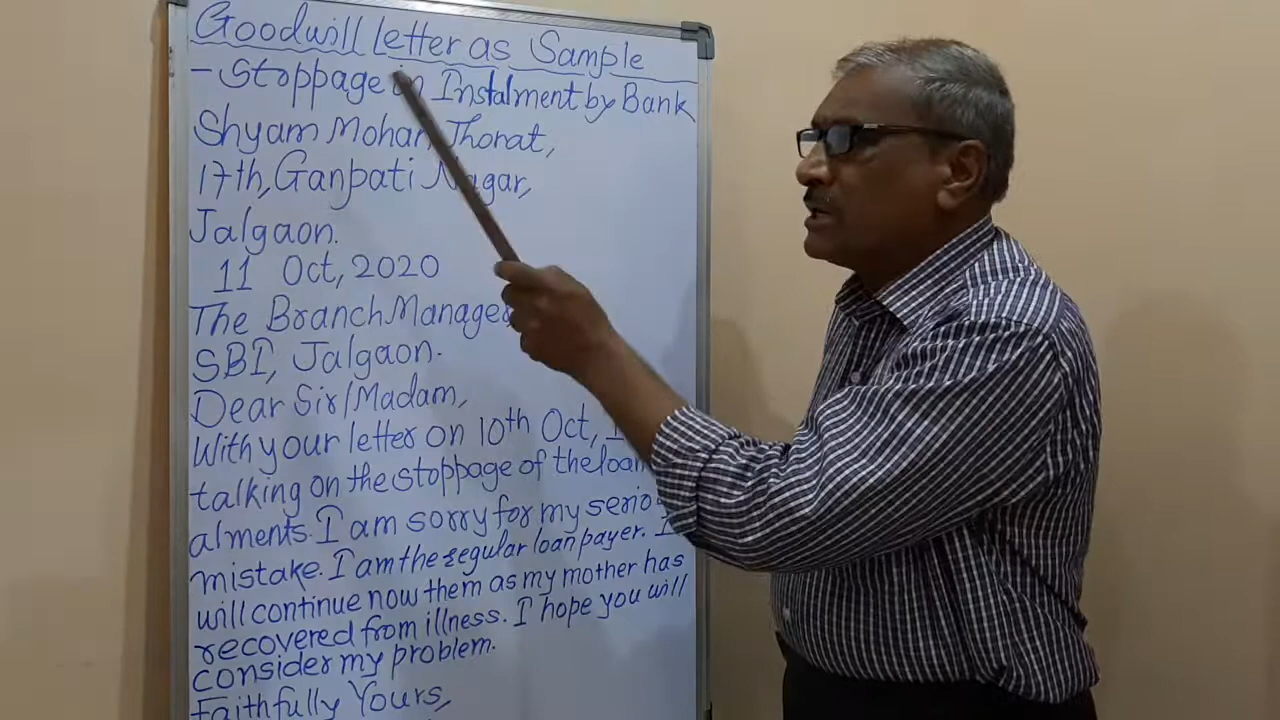 Goodwill Letter as Sample
- Stoppage in Instalment by Bank
Shyam Mohan Thorat,
17th, Ganpati Nagar,
Jalgaon.
11 Oct, 2020
The Branch Manager
SBI, Jalgaon.
Dear Sir/Madam,
With your letter on 10th Oct, I
talking on the stoppage of the loan
alments. I am sorry for my
mistake. I am the regular loan payer. I
will continue now them as my mother has
recovered from illness. I hope you will
consider my problem.
Faithfully Yours,